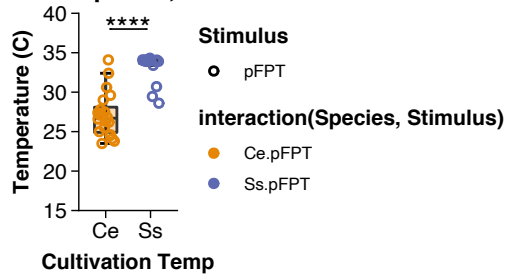 ****
Temperature (C)
40
35
30
25
20
15
Ce Ss
Cultivation Temp
Stimulus
pFPT
interaction(Species, Stimulus)
Ce.pFPT
Ss.pFPT